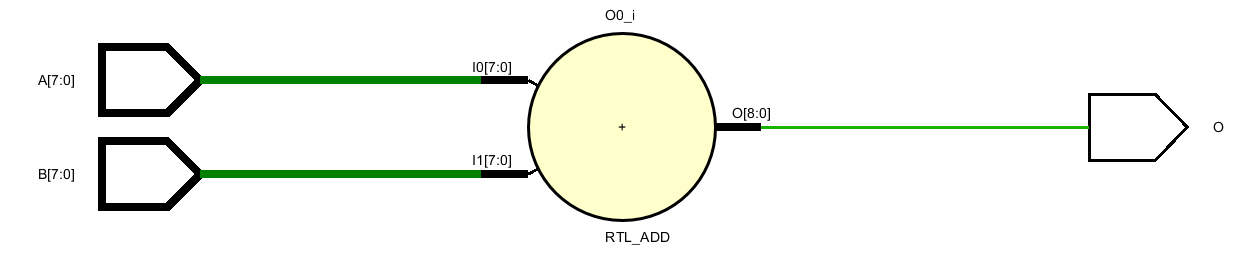 O0_i
A[7:0]
I0[7:0]
+
O[8:0]
O
B[7:0]
I1[7:0]
RTL_ADD